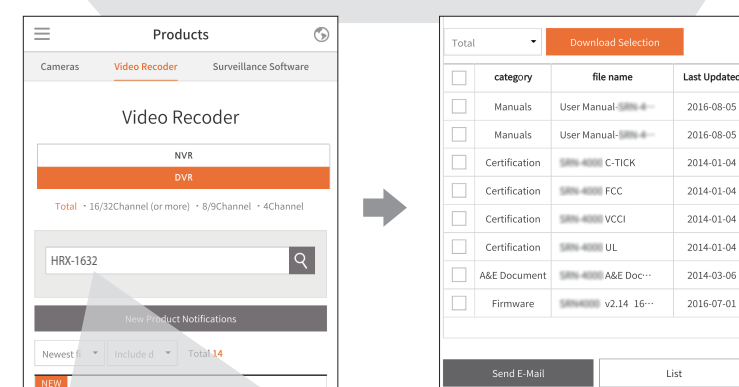 Products
Cameras Video Recoder Surveillance Software
Video Recoder
NVR
DVR
Total • 16/32Channel (or more) • 8/9Channel • 4Channel
HRX-1632
New Product Notifications
Newest fi Include d Total 14
NEW
Total Download Selection
category file name Last Updated
Manuals User Manual- 2016-08-05
Manuals User Manual- 2016-08-05
Certification C-TICK 2014-01-04
Certification FCC 2014-01-04
Certification VCCI 2014-01-04
Certification UL 2014-01-04
A&E Document A&E Doc··· 2014-03-06
Firmware v2.14 16··· 2016-07-01
Send E-Mail List